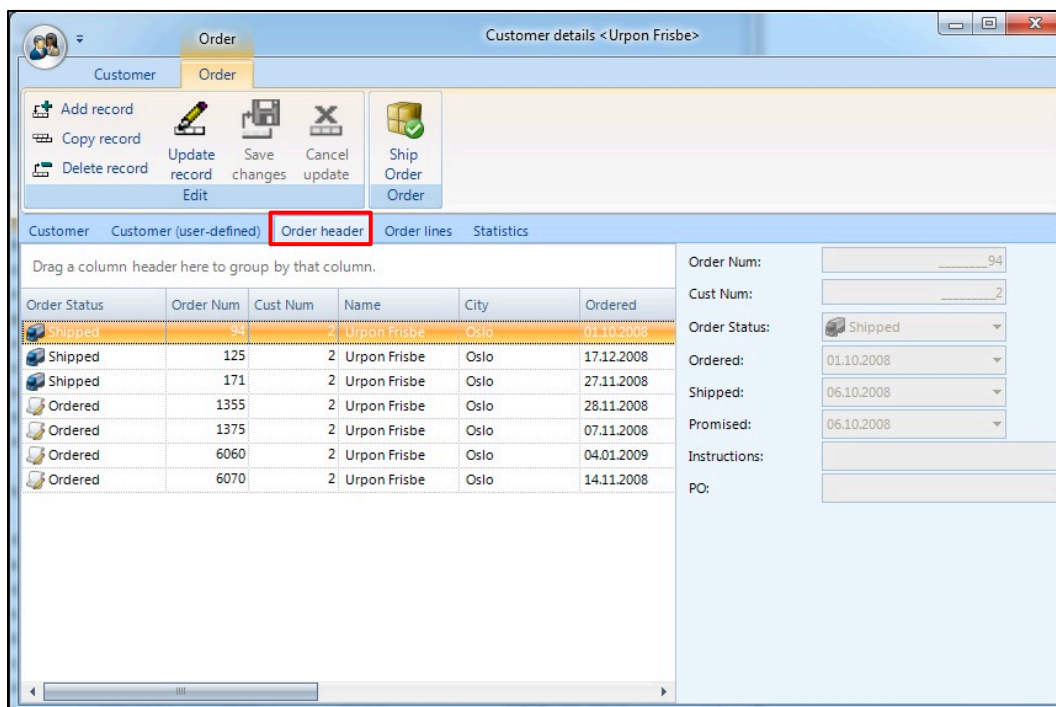 Order Customer details <Urpon Frisbe>
Customer Order
Add record
Copy record
Delete record
Update record
Save changes
Cancel update
Edit
Ship Order
Order
Customer Customer (user-defined) Order header Order lines Statistics
Drag a column header here to group by that column.
Order Status Order Num Cust Num Name City Ordered
Shipped 94 2 Urpon Frisbe Oslo 01.10.2008
Shipped 125 2 Urpon Frisbe Oslo 17.12.2008
Shipped 171 2 Urpon Frisbe Oslo 27.11.2008
Ordered 1355 2 Urpon Frisbe Oslo 28.11.2008
Ordered 1375 2 Urpon Frisbe Oslo 07.11.2008
Ordered 6060 2 Urpon Frisbe Oslo 04.01.2009
Ordered 6070 2 Urpon Frisbe Oslo 14.11.2008
Order Num: ________94
Cust Num: _________2
Order Status: Shipped
Ordered: 01.10.2008
Shipped: 06.10.2008
Promised: 06.10.2008
Instructions:
PO: